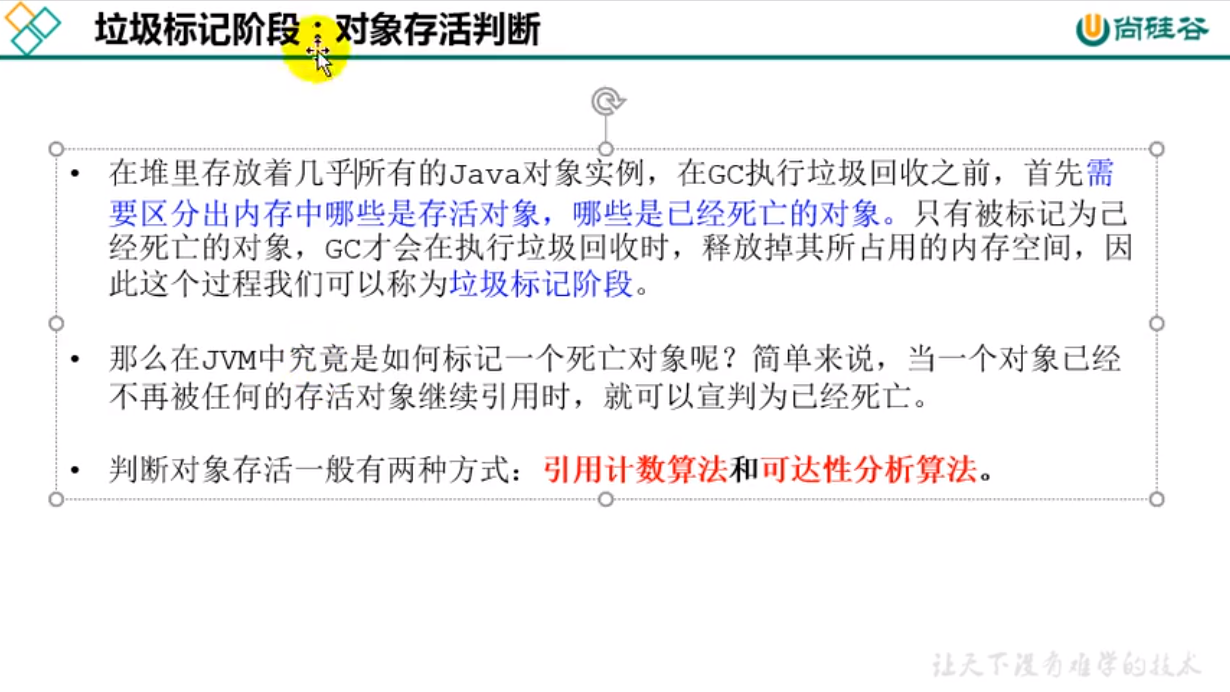 垃圾标记阶段：对象存活判断
尚硅谷
• 在堆里存放着几乎所有的Java对象实例，在GC执行垃圾回收之前，首先需
要区分出内存中哪些是存活对象，哪些是已经死亡的对象。只有被标记为己
经死亡的对象，GC才会在执行垃圾回收时，释放掉其所占用的内存空间，因
此这个过程我们可以称为垃圾标记阶段。
• 那么在JVM中究竟是如何标记一个死亡对象呢？简单来说，当一个对象已经
不再被任何的存活对象继续引用时，就可以宣判为已经死亡。
• 判断对象存活一般有两种方式：引用计数算法和可达性分析算法。
让天下没有难学的技术